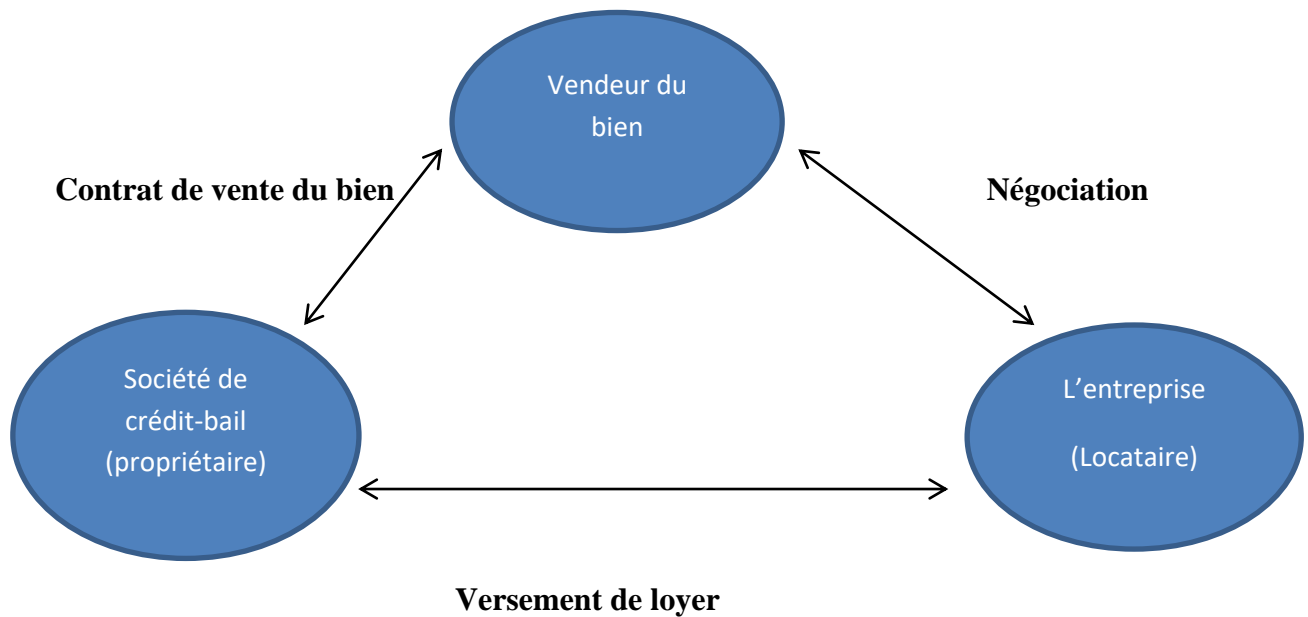 Vendeur du
bien
Contrat de vente du bien
Négociation
Société de
crédit-bail
(propriétaire)
L’entreprise
(Locataire)
Versement de loyer